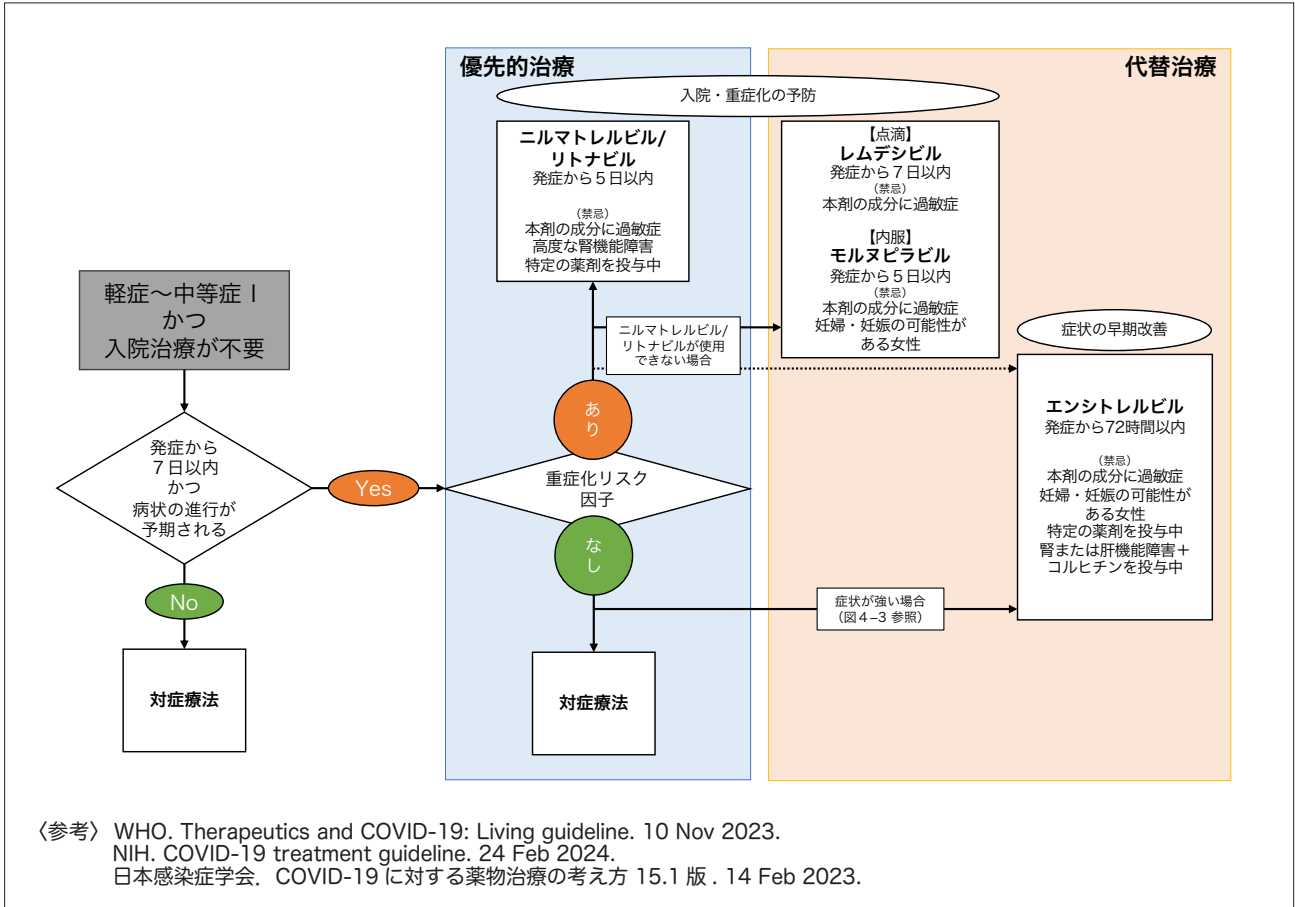 優先的治療
代替治療
入院・重症化の予防
ニルマトレルビル/
リトナビル
発症から5日以内
（禁忌）
本剤の成分に過敏症
高度な腎機能障害
特定の薬剤を投与中
【点滴】
レムデシビル
発症から7日以内
（禁忌）
本剤の成分に過敏症
【内服】
モルヌピラビル
発症から5日以内
（禁忌）
本剤の成分に過敏症
妊婦・妊娠の可能性が
ある女性
軽症～中等症Ⅰ
かつ
入院治療が不要
ニルマトレルビル/
リトナビルが使用
できない場合
症状の早期改善
エンシトレルビル
発症から72時間以内
（禁忌）
本剤の成分に過敏症
妊婦・妊娠の可能性が
ある女性
特定の薬剤を投与中
腎または肝機能障害＋
コルヒチンを投与中
あり
発症から
7日以内
かつ
病状の進行が
予期される
Yes
重症化リスク
因子
なし
No
症状が強い場合
（図4-3 参照）
対症療法
対症療法
〈参考〉 WHO. Therapeutics and COVID-19: Living guideline. 10 Nov 2023.
NIH. COVID-19 treatment guideline. 24 Feb 2024.
日本感染症学会．COVID-19 に対する薬物治療の考え方 15.1 版 . 14 Feb 2023.